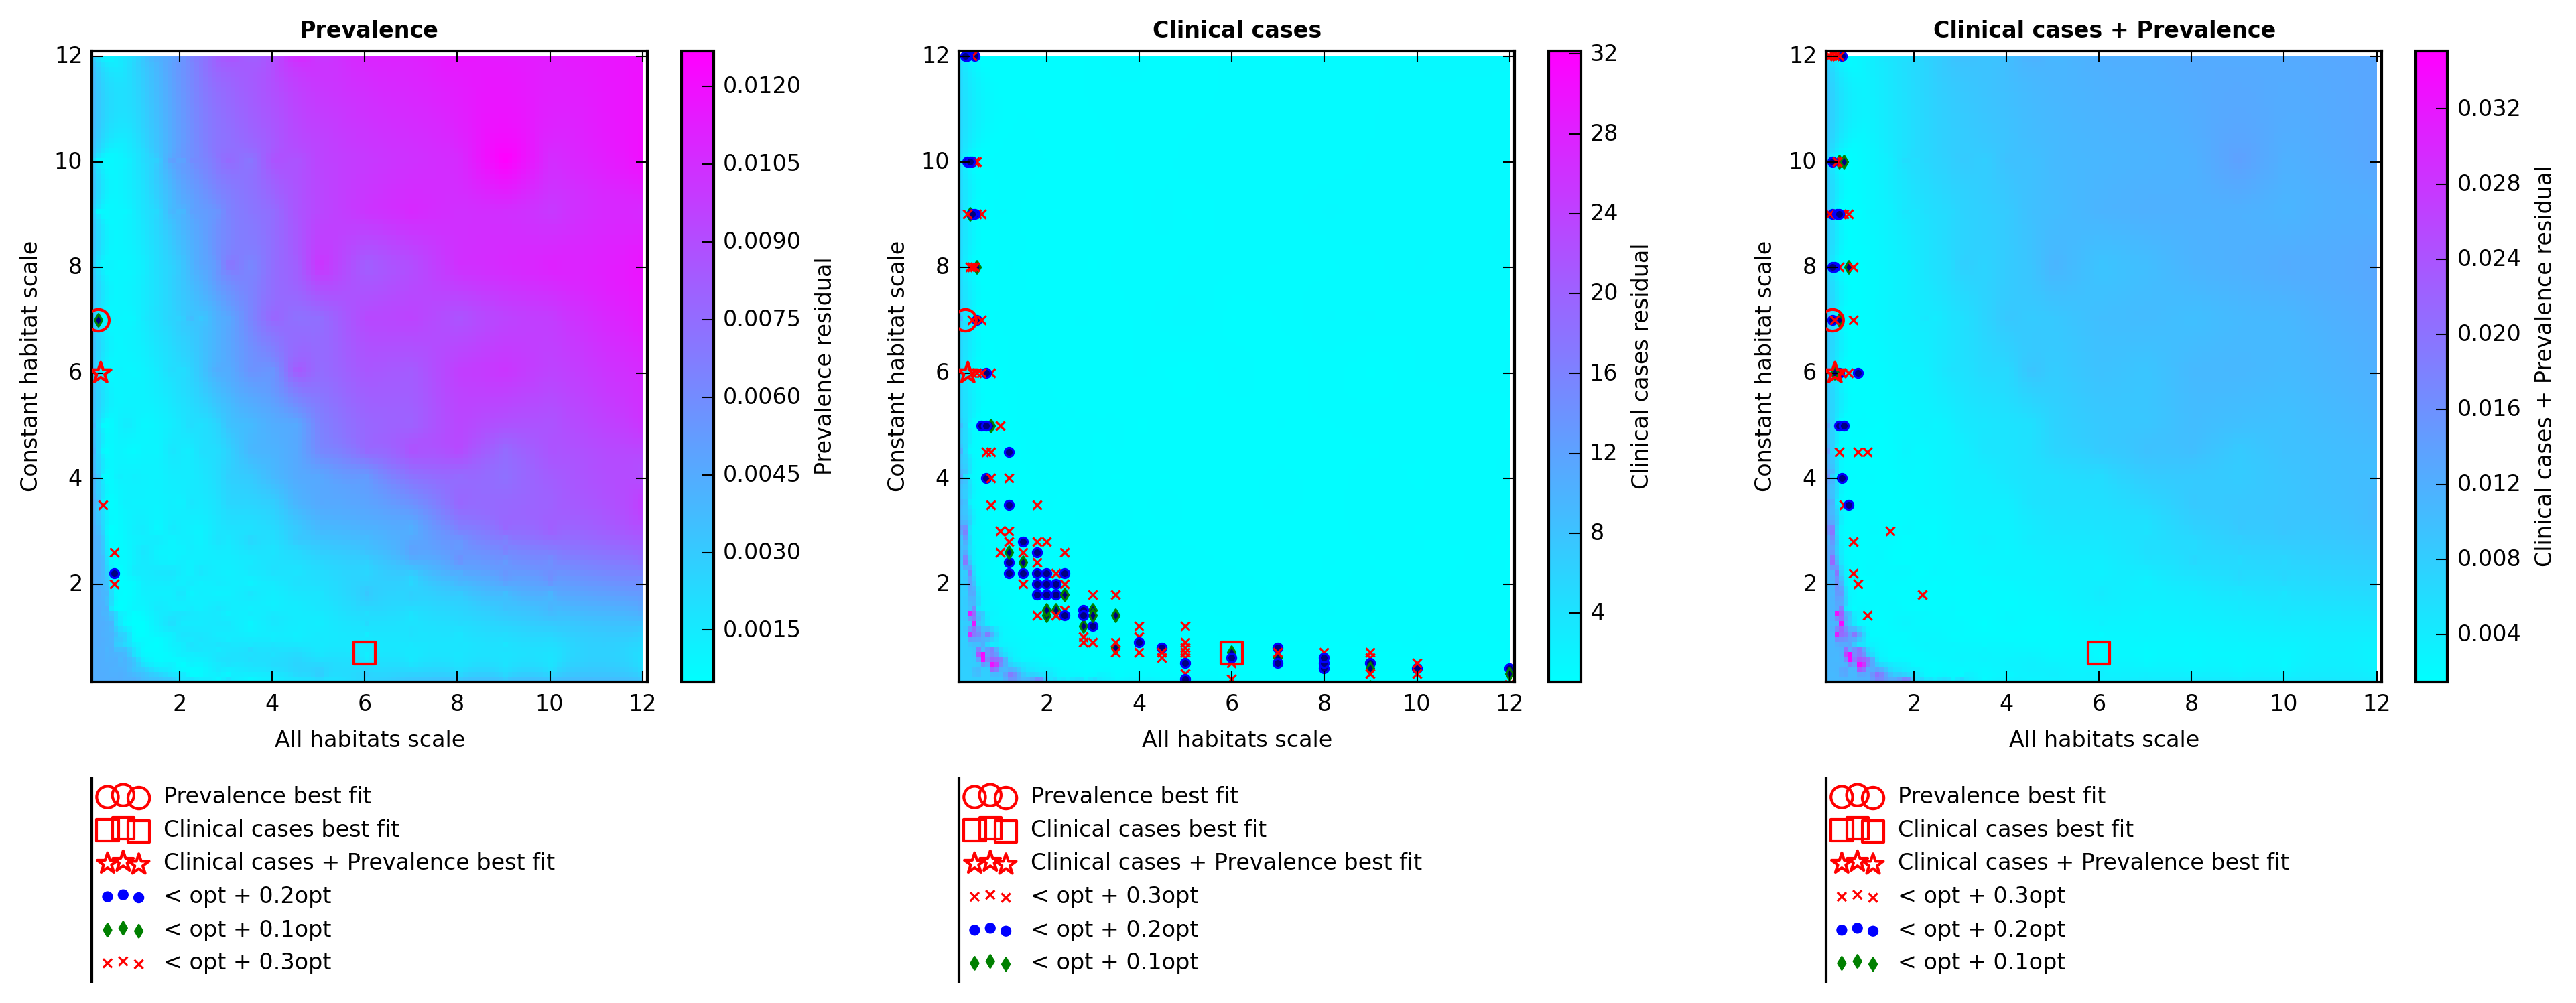 Prevalence
12
10
8
6
4
2
2 4 6 8 10 12
Constant habitat scale
All habitats scale
0.0120
0.0105
0.0090
0.0075
0.0060
0.0045
0.0030
0.0015
Prevalence residual
Prevalence best fit
Clinical cases best fit
Clinical cases + Prevalence best fit
< opt + 0.2opt
< opt + 0.1opt
< opt + 0.3opt
Clinical cases
12
10
8
6
4
2
2 4 6 8 10 12
Constant habitat scale
All habitats scale
32
28
24
20
16
12
8
4
Clinical cases residual
Prevalence best fit
Clinical cases best fit
Clinical cases + Prevalence best fit
< opt + 0.3opt
< opt + 0.2opt
< opt + 0.1opt
Clinical cases + Prevalence
12
10
8
6
4
2
2 4 6 8 10 12
Constant habitat scale
All habitats scale
0.032
0.028
0.024
0.020
0.016
0.012
0.008
0.004
Clinical cases + Prevalence residual
Prevalence best fit
Clinical cases best fit
Clinical cases + Prevalence best fit
< opt + 0.3opt
< opt + 0.2opt
< opt + 0.1opt